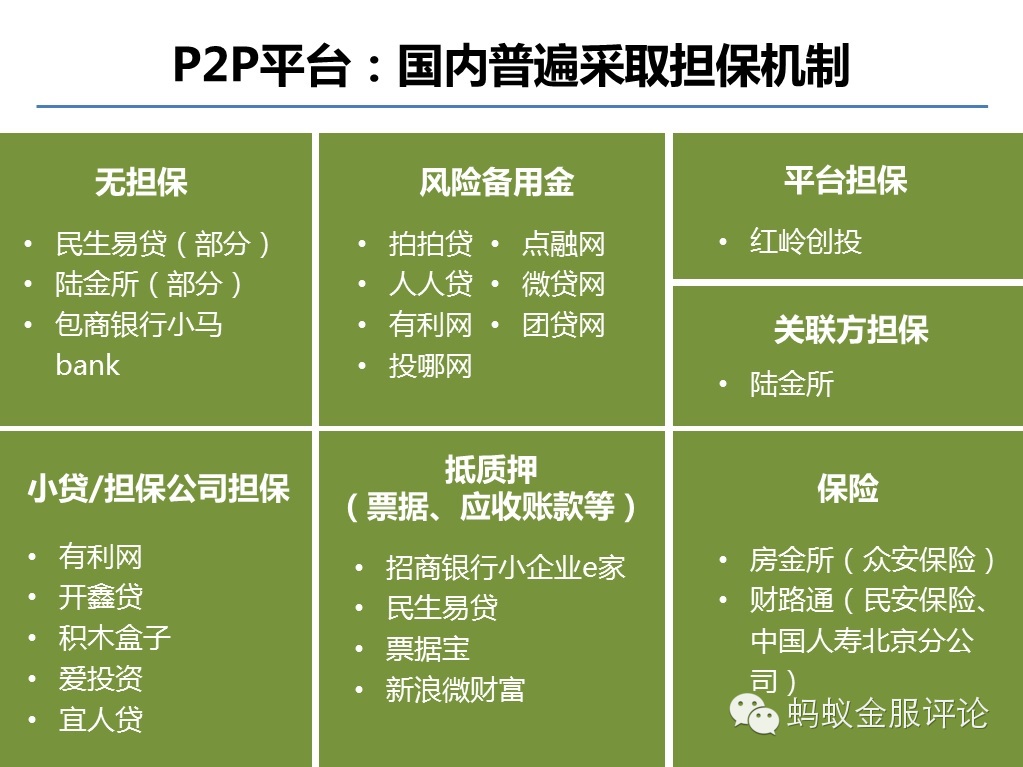 P2P平台：国内普遍采取担保机制
无担保
• 民生易贷（部分）
• 陆金所（部分）
• 包商银行小马
bank
风险备用金
• 拍拍贷 • 点融网
• 人人贷 • 微贷网
• 有利网 • 团贷网
• 投哪网
平台担保
• 红岭创投
关联方担保
• 陆金所
小贷/担保公司担保
• 有利网
• 开鑫贷
• 积木盒子
• 爱投资
• 宜人贷
抵质押
（票据、应收账款等）
• 招商银行小企业e家
• 民生易贷
• 票据宝
• 新浪微财富
保险
• 房金所（众安保险）
• 财路通（民安保险、
中国人寿北京分公
司）
蚂蚁金服评论